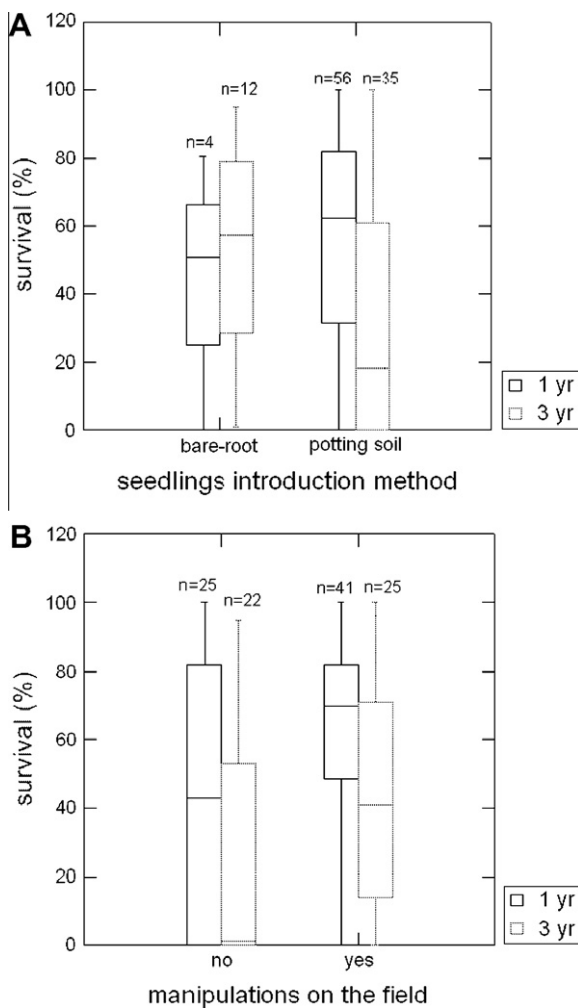 A
120
100
80
60
40
20
0
survival (%)
n=4
n=12
n=56
n=35
bare-root
potting soil
seedlings introduction method
1 yr
3 yr
B
120
100
80
60
40
20
0
survival (%)
n=25
n=22
n=41
n=25
no
yes
manipulations on the field
1 yr
3 yr